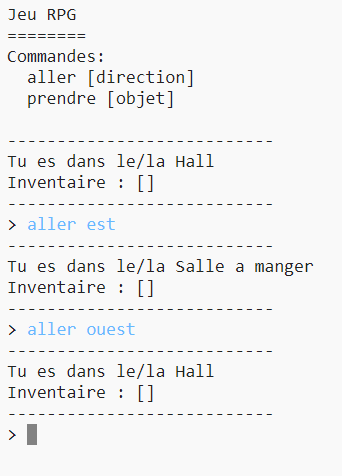 Jeu RPG
========
Commandes:
  aller [direction]
  prendre [objet]

---------------------------
Tu es dans le/la Hall
Inventaire : []
---------------------------
> aller est
---------------------------
Tu es dans le/la Salle a manger
Inventaire : []
---------------------------
> aller ouest
---------------------------
Tu es dans le/la Hall
Inventaire : []
---------------------------
>